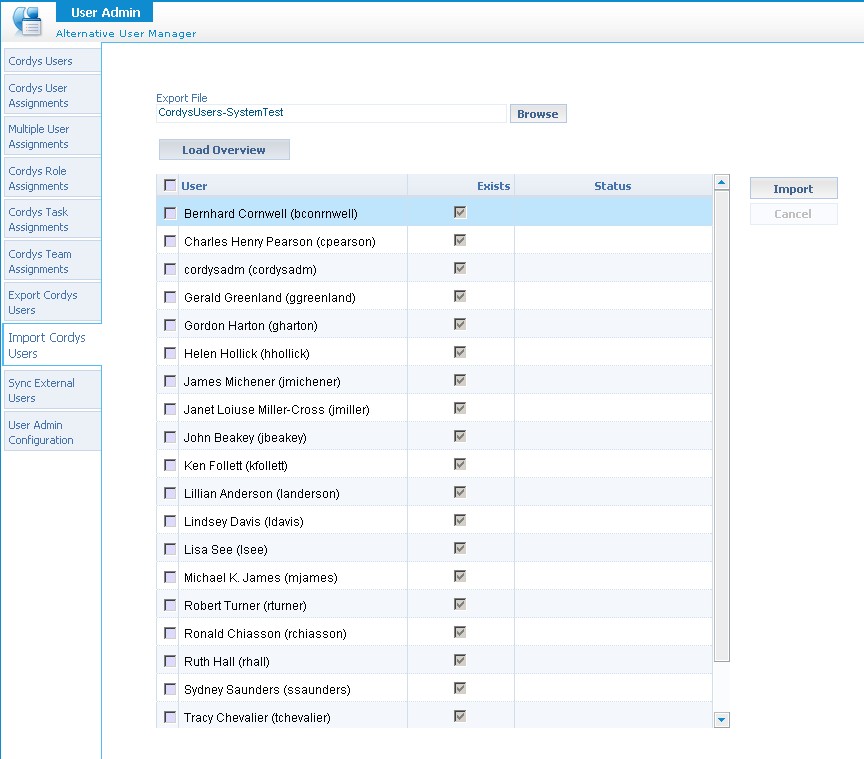 User Admin
Alternative User Manager
Cordys Users
Cordys User
Assignments
Multiple User
Assignments
Cordys Role
Assignments
Cordys Task
Assignments
Cordys Team
Assignments
Export Cordys
Users
Import Cordys
Users
Sync External
Users
User Admin
Configuration
Export File
CordysUsers-SystemTest
Browse
Load Overview
User Exists Status
Bernhard Cornwell (bconrnwell)
Charles Henry Pearson (cpearson)
cordysadm (cordysadm)
Gerald Greenland (ggreenland)
Gordon Harton (gharton)
Helen Hollick (hhollick)
James Michener (jmichener)
Janet Loiuse Miller-Cross (jmiller)
John Beakey (jbeakey)
Ken Follett (kfollett)
Lillian Anderson (landerson)
Lindsey Davis (ldavis)
Lisa See (lsee)
Michael K. James (mjames)
Robert Turner (rturner)
Ronald Chiasson (rchiasson)
Ruth Hall (rhall)
Sydney Saunders (ssaunders)
Tracy Chevalier (tchevalier)
Import
Cancel